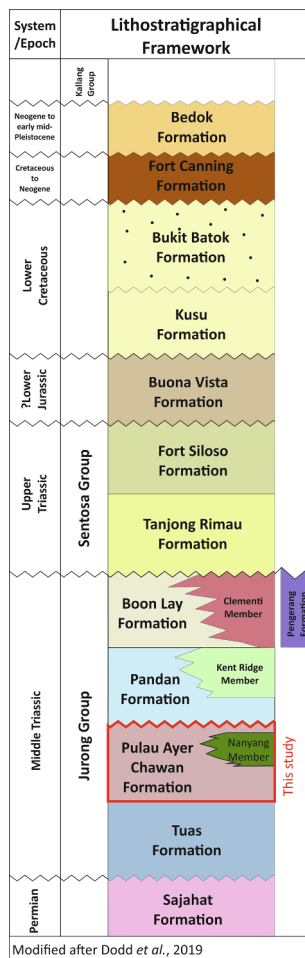 System
/Epoch
Lithostratigraphical
Framework
Kallang
Group
Neogene to
early mid-
Pleistocene
Bedok
Formation
Cretaceous
to
Neogene
Fort Canning
Formation
Lower
Cretaceous
Bukit Batok
Formation
Kusu
Formation
?Lower
Jurassic
Buona Vista
Formation
Upper
Triassic
Sentosa Group
Fort Siloso
Formation
Tanjong Rimau
Formation
Middle Triassic
Jurong Group
Boon Lay
Formation
Clementi
Member
Pengerang
Formation
Pandan
Formation
Kent Ridge
Member
Pulau Ayer
Chawan
Formation
Nanyang
Member
This study
Tuas
Formation
Permian
Sajahat
Formation
Modified after Dodd et al., 2019